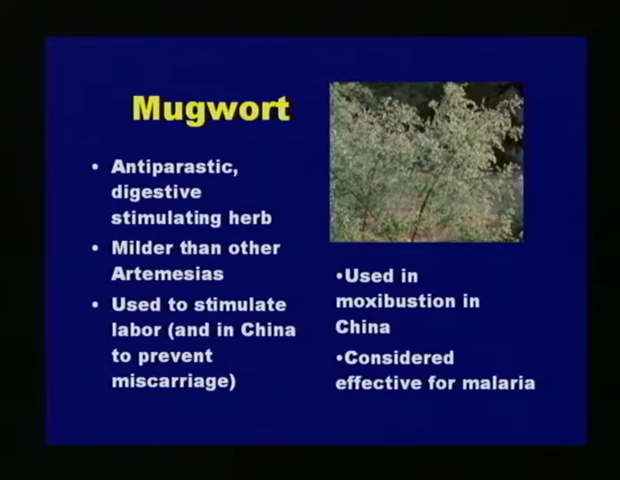 Mugwort
• Antiparastic,
digestive
stimulating herb
• Milder than other
Artemesias
• Used to stimulate
labor (and in China
to prevent
miscarriage)
•Used in
moxibustion in
China
•Considered
effective for malaria